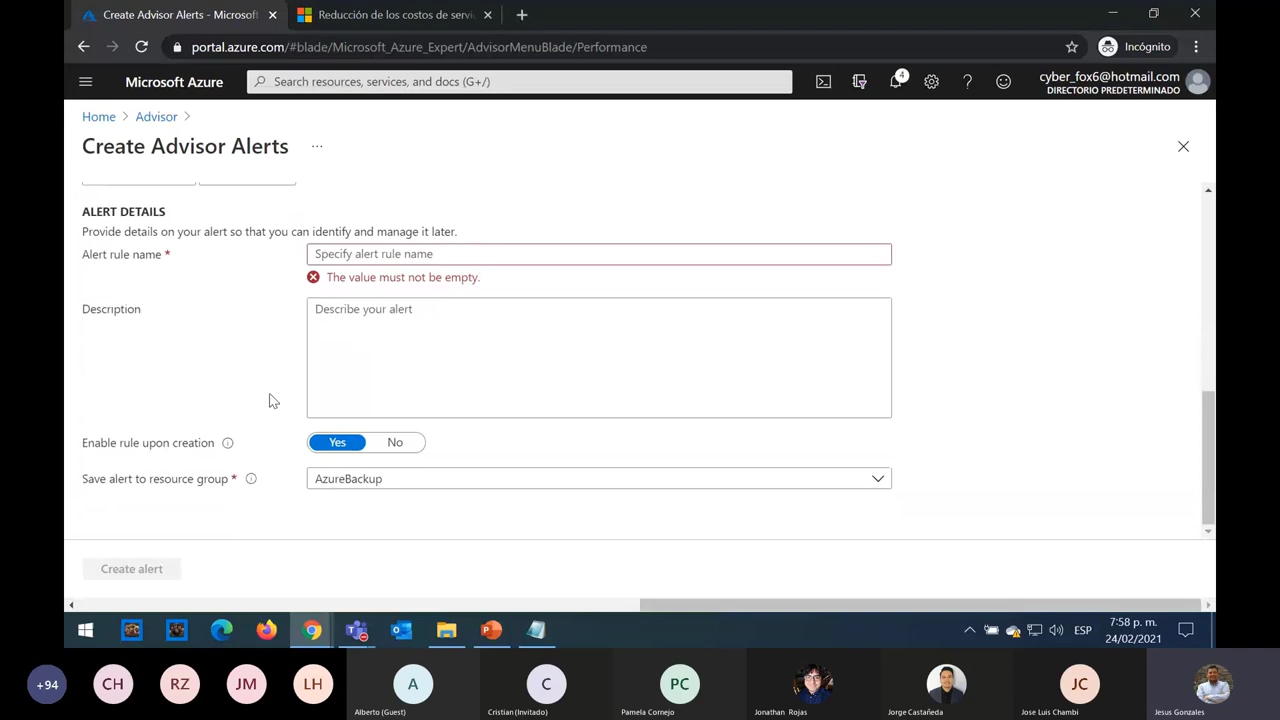 Create Advisor Alerts - Microsoft
Reducción de los costos de servi
portal.azure.com/#blade/Microsoft_Azure_Expert/AdvisorMenuBlade/Performance
Incógnito
Microsoft Azure
Search resources, services, and docs (G+/)
4
cyber_fox6@hotmail.com
DIRECTORIO PREDETERMINADO
Home > Advisor >
Create Advisor Alerts ...
ALERT DETAILS
Provide details on your alert so that you can identify and manage it later.
Alert rule name *
Specify alert rule name
The value must not be empty.
Description
Describe your alert
Enable rule upon creation
Yes No
Save alert to resource group *
AzureBackup
Create alert
ESP
7:58 p. m.
24/02/2021
+94 CH RZ JM LH A C PC JC
Alberto (Guest) Cristian (Invitado) Pamela Cornejo Jonathan Rojas Jorge Castañeda Jose Luis Chambi Jesus Gonzales